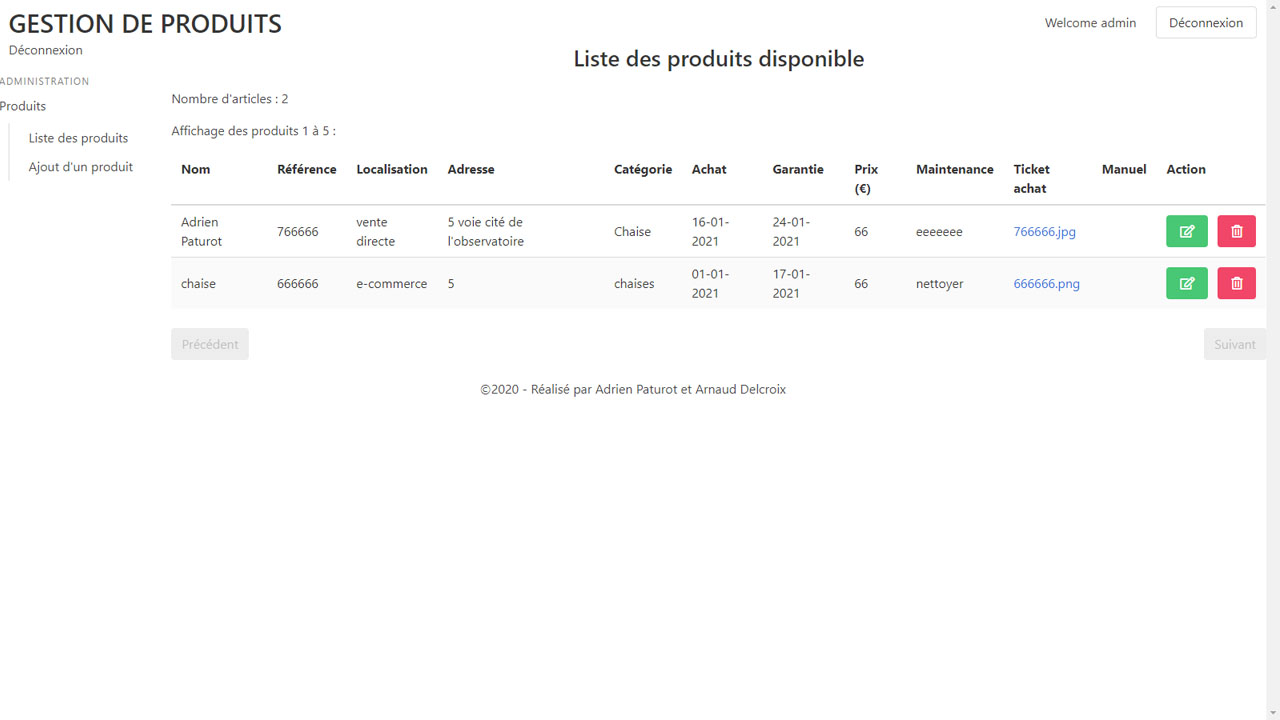 GESTION DE PRODUITS
Welcome admin
Déconnexion
Déconnexion
ADMINISTRATION
Produits
Liste des produits
Ajout d'un produit
Liste des produits disponible
Nombre d'articles : 2
Affichage des produits 1 à 5 :
Nom Référence Localisation Adresse Catégorie Achat Garantie Prix Maintenance Ticket Manuel Action
(€) achat
Adrien vente 5 voie cité de 16-01- 24-01-
766666 Chaise 66 eeeeeee 766666.jpg
Paturot directe l'observatoire 2021 2021
01-01- 17-01-
chaise 666666 e-commerce 5 chaises 66 nettoyer 666666.png
2021 2021
Précédent Suivant
©2020 - Réalisé par Adrien Paturot et Arnaud Delcroix